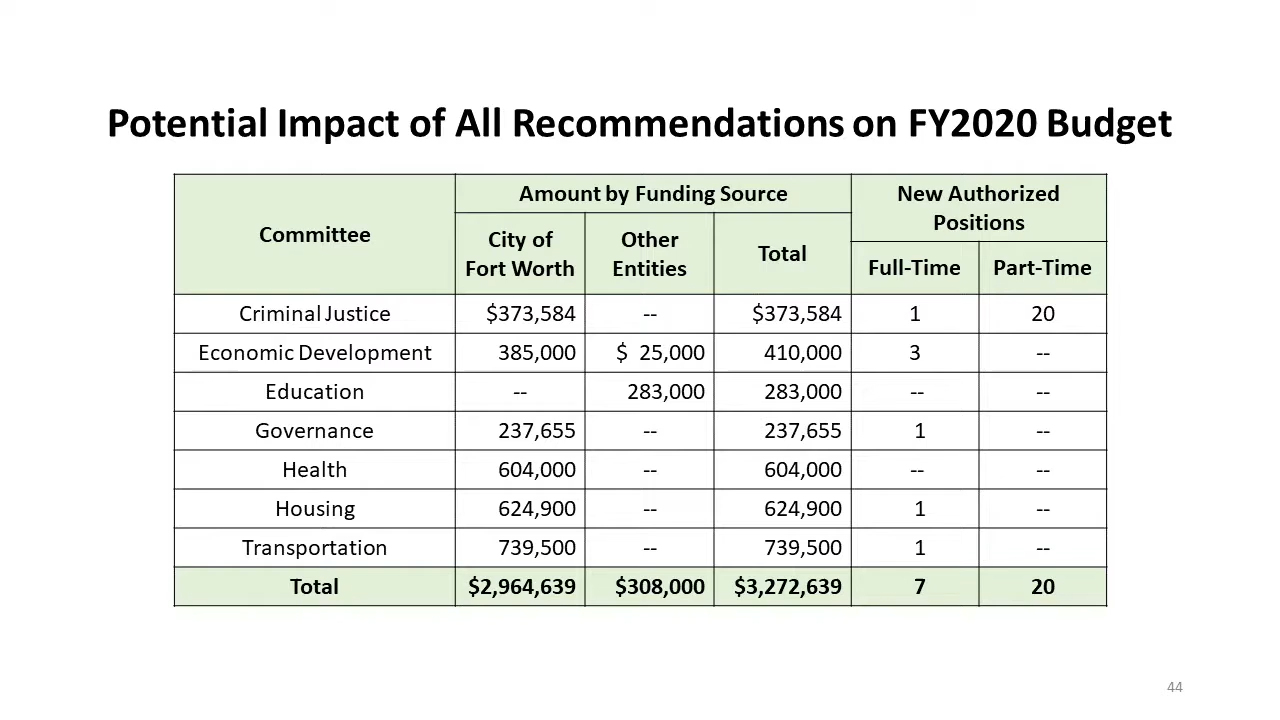 Potential Impact of All Recommendations on FY2020 Budget
Committee
Amount by Funding Source
New Authorized
Positions
City of
Fort Worth
Other
Entities
Total
Full-Time
Part-Time
Criminal Justice $373,584 -- $373,584 1 20
Economic Development 385,000 $ 25,000 410,000 3 --
Education -- 283,000 283,000 -- --
Governance 237,655 -- 237,655 1 --
Health 604,000 -- 604,000 -- --
Housing 624,900 -- 624,900 1 --
Transportation 739,500 -- 739,500 1 --
Total $2,964,639 $308,000 $3,272,639 7 20
44